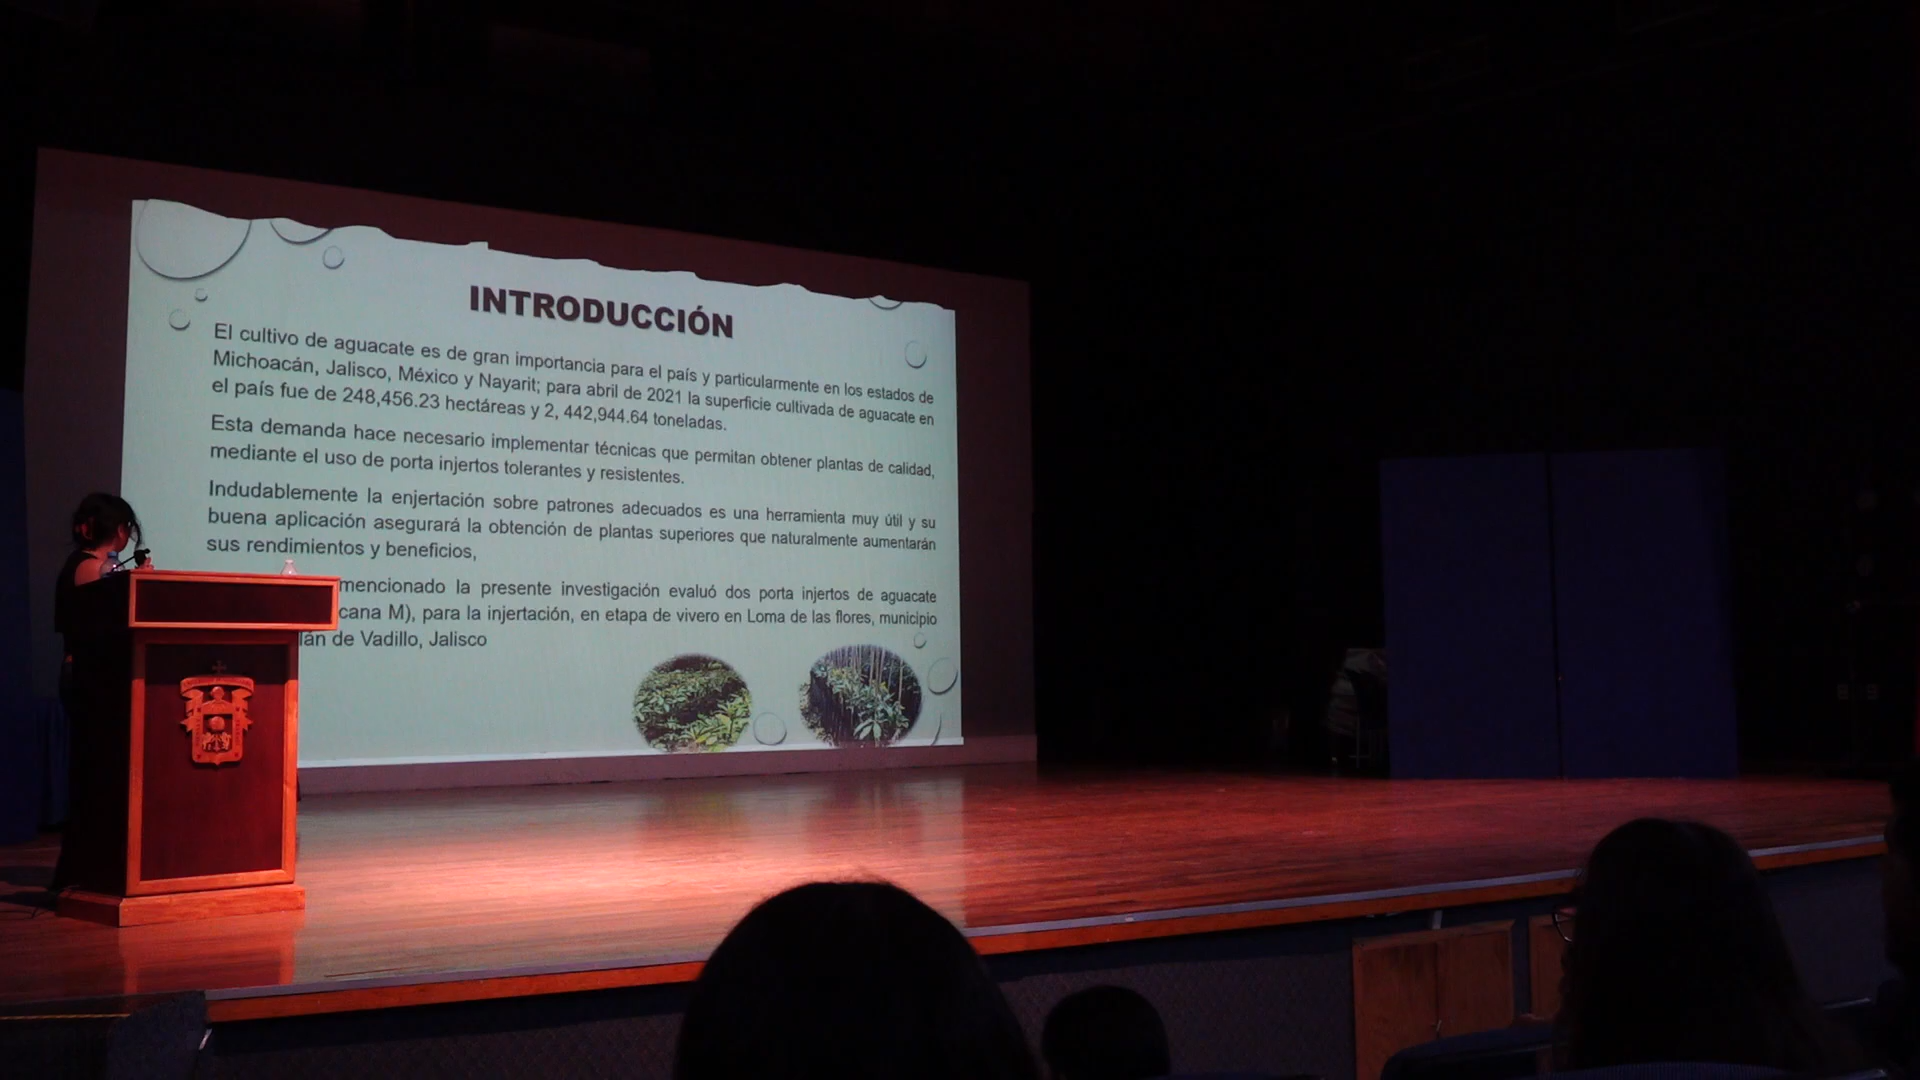 INTRODUCCIÓN
El cultivo de aguacate es de gran importancia para el país y particularmente en los estados de
Michoacán, Jalisco, México y Nayarit; para abril de 2021 la superficie cultivada de aguacate en
el país fue de 248,456.23 hectáreas y 2, 442,944.64 toneladas.
Esta demanda hace necesario implementar técnicas que permitan obtener plantas de calidad,
mediante el uso de porta injertos tolerantes y resistentes.
Indudablemente la enjertación sobre patrones adecuados es una herramienta muy útil y su
buena aplicación asegurará la obtención de plantas superiores que naturalmente aumentarán
sus rendimientos y beneficios,
mencionado la presente investigación evaluó dos porta injertos de aguacate
cana M), para la injertación, en etapa de vivero en Loma de las flores, municipio
lán de Vadillo, Jalisco